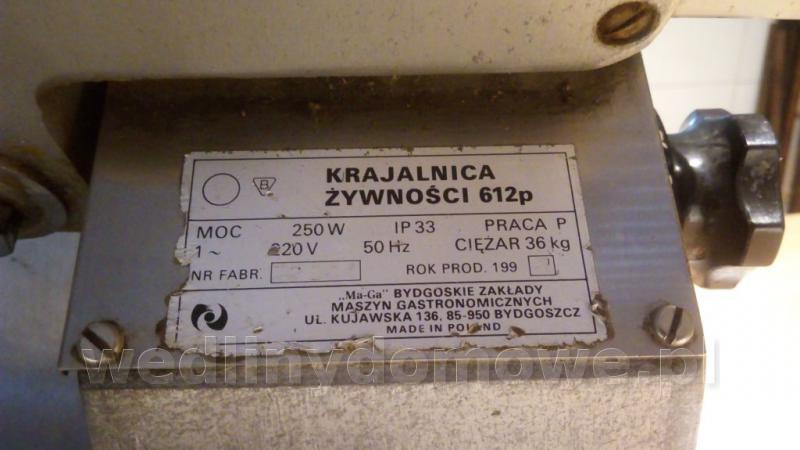 KRAJALNICA
ŻYWNOŚCI 612p
MOC 250 W IP 33 PRACA P
1 ~ 220 V 50 Hz CIĘŻAR 36 kg
NR FABR. ROK PROD. 199
„Ma-Ga" BYDGOSKIE ZAKŁADY
MASZYN GASTRONOMICZNYCH
UL. KUJAWSKA 136, 85-950 BYDGOSZCZ
MADE IN POLAND
wedlinydomowe.pl